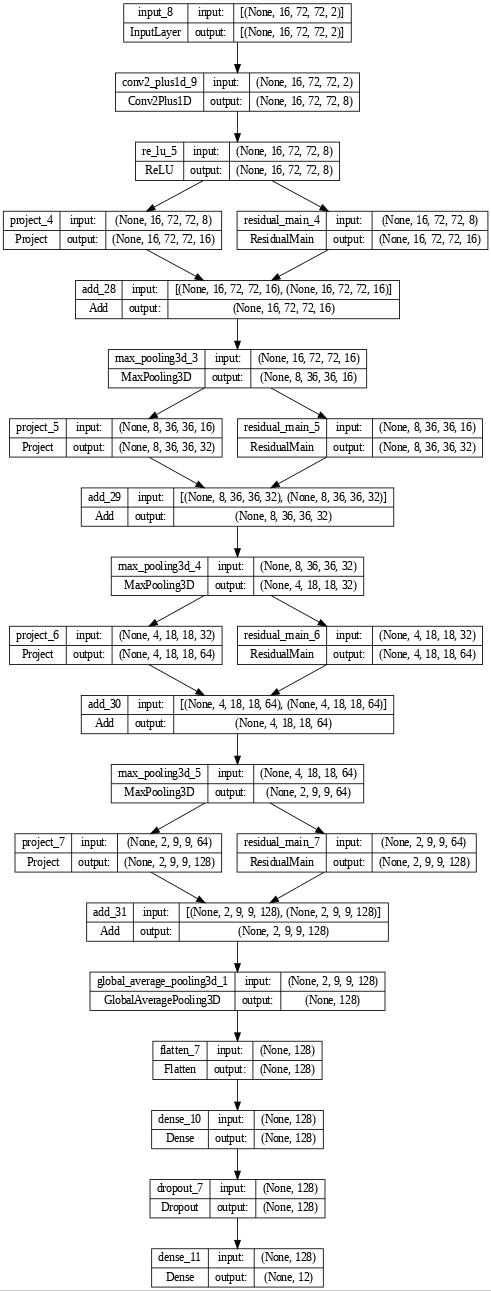 input_8 input: [(None, 16, 72, 72, 2)]
InputLayer output: [(None, 16, 72, 72, 2)]
conv2_plus1d_9 input: (None, 16, 72, 72, 2)
Conv2Plus1D output: (None, 16, 72, 72, 8)
re_lu_5 input: (None, 16, 72, 72, 8)
ReLU output: (None, 16, 72, 72, 8)
project_4 input: (None, 16, 72, 72, 8)
Project output: (None, 16, 72, 72, 16)
residual_main_4 input: (None, 16, 72, 72, 8)
ResidualMain output: (None, 16, 72, 72, 16)
add_28 input: [(None, 16, 72, 72, 16), (None, 16, 72, 72, 16)]
Add output: (None, 16, 72, 72, 16)
max_pooling3d_3 input: (None, 16, 72, 72, 16)
MaxPooling3D output: (None, 8, 36, 36, 16)
project_5 input: (None, 8, 36, 36, 16)
Project output: (None, 8, 36, 36, 32)
residual_main_5 input: (None, 8, 36, 36, 16)
ResidualMain output: (None, 8, 36, 36, 32)
add_29 input: [(None, 8, 36, 36, 32), (None, 8, 36, 36, 32)]
Add output: (None, 8, 36, 36, 32)
max_pooling3d_4 input: (None, 8, 36, 36, 32)
MaxPooling3D output: (None, 4, 18, 18, 32)
project_6 input: (None, 4, 18, 18, 32)
Project output: (None, 4, 18, 18, 64)
residual_main_6 input: (None, 4, 18, 18, 32)
ResidualMain output: (None, 4, 18, 18, 64)
add_30 input: [(None, 4, 18, 18, 64), (None, 4, 18, 18, 64)]
Add output: (None, 4, 18, 18, 64)
max_pooling3d_5 input: (None, 4, 18, 18, 64)
MaxPooling3D output: (None, 2, 9, 9, 64)
project_7 input: (None, 2, 9, 9, 64)
Project output: (None, 2, 9, 9, 128)
residual_main_7 input: (None, 2, 9, 9, 64)
ResidualMain output: (None, 2, 9, 9, 128)
add_31 input: [(None, 2, 9, 9, 128), (None, 2, 9, 9, 128)]
Add output: (None, 2, 9, 9, 128)
global_average_pooling3d_1 input: (None, 2, 9, 9, 128)
GlobalAveragePooling3D output: (None, 128)
flatten_7 input: (None, 128)
Flatten output: (None, 128)
dense_10 input: (None, 128)
Dense output: (None, 128)
dropout_7 input: (None, 128)
Dropout output: (None, 128)
dense_11 input: (None, 128)
Dense output: (None, 12)